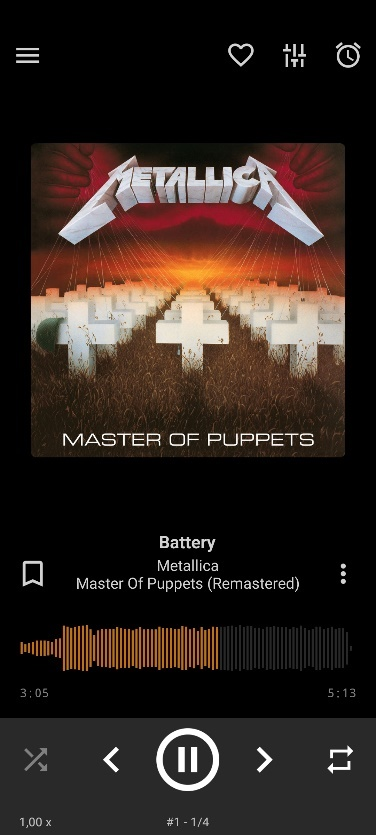 METALLICA
MASTER OF PUPPETS
Battery
Metallica
Master Of Puppets (Remastered)
3:05
5:13
1,00 x
#1 - 1/4